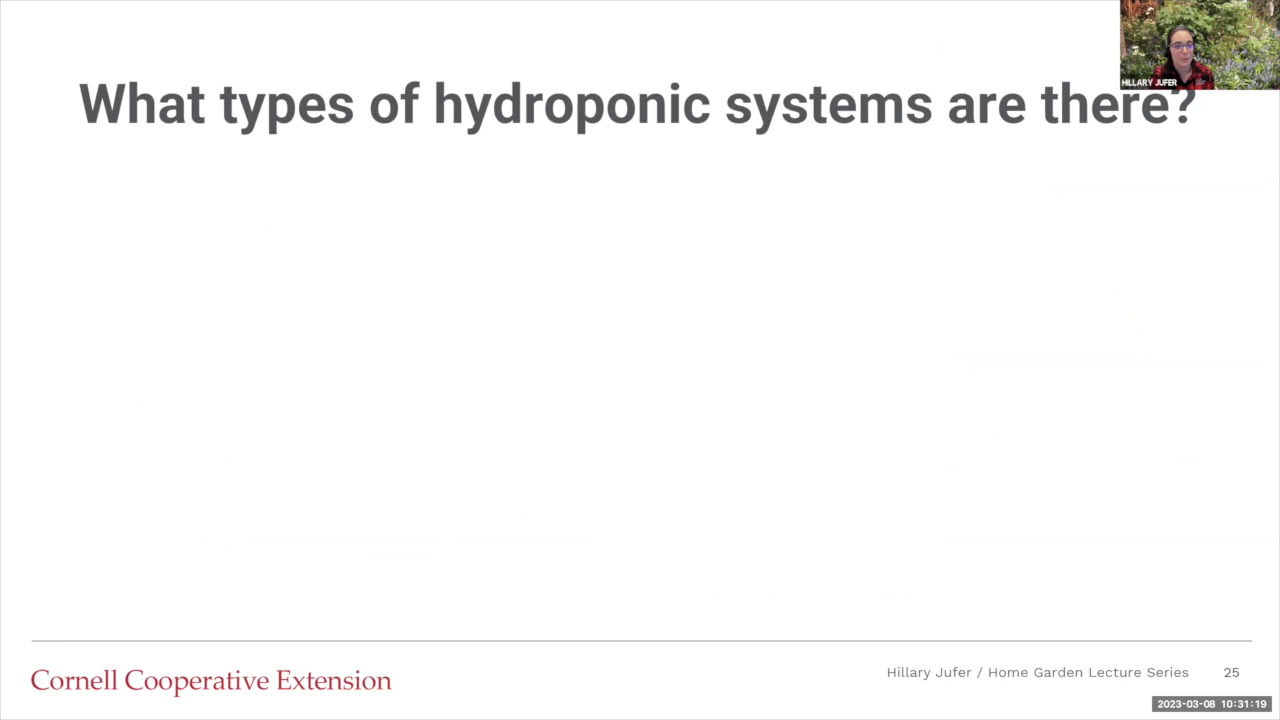 HILLARY JUFER
What types of hydroponic systems are there?
Cornell Cooperative Extension
Hillary Jufer / Home Garden Lecture Series 25
2023-03-08 10:31:19